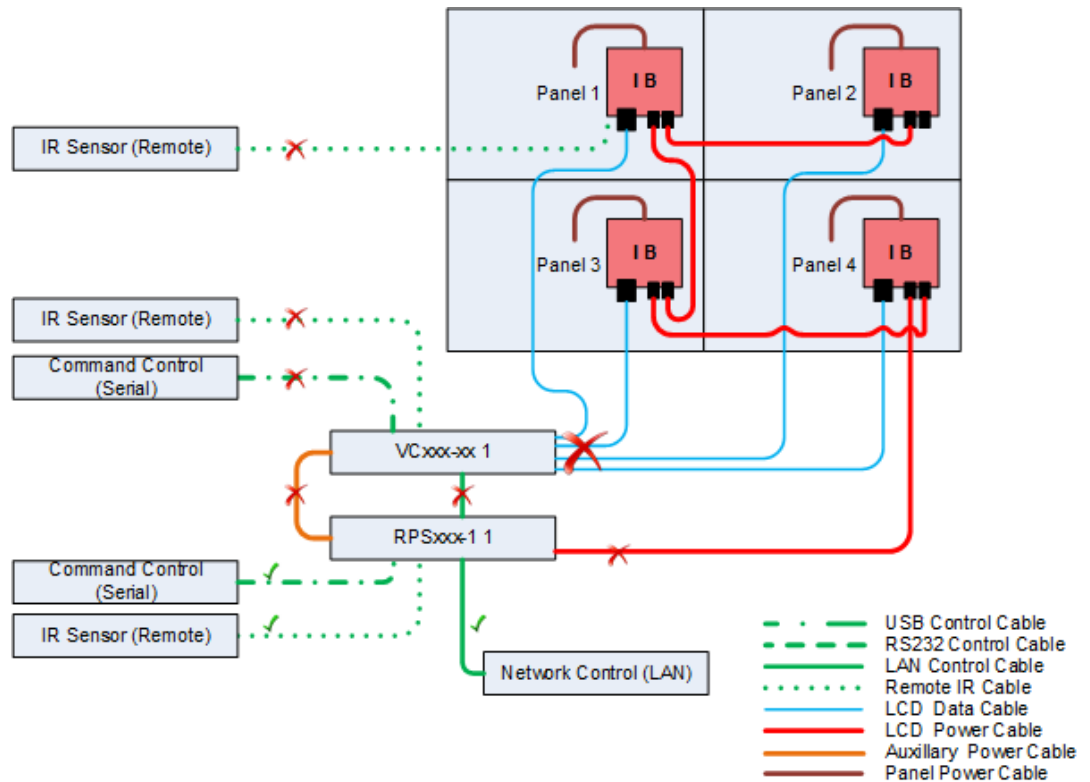 I B
Panel 1
I B
Panel 2
IR Sensor (Remote)
I B
Panel 3
I B
Panel 4
IR Sensor (Remote)
Command Control
(Serial)
VCxxx-xx 1
RPSxxx-1 1
Command Control
(Serial)
IR Sensor (Remote)
Network Control (LAN)
USB Control Cable
RS232 Control Cable
LAN Control Cable
Remote IR Cable
LCD Data Cable
LCD Power Cable
Auxillary Power Cable
Panel Power Cable